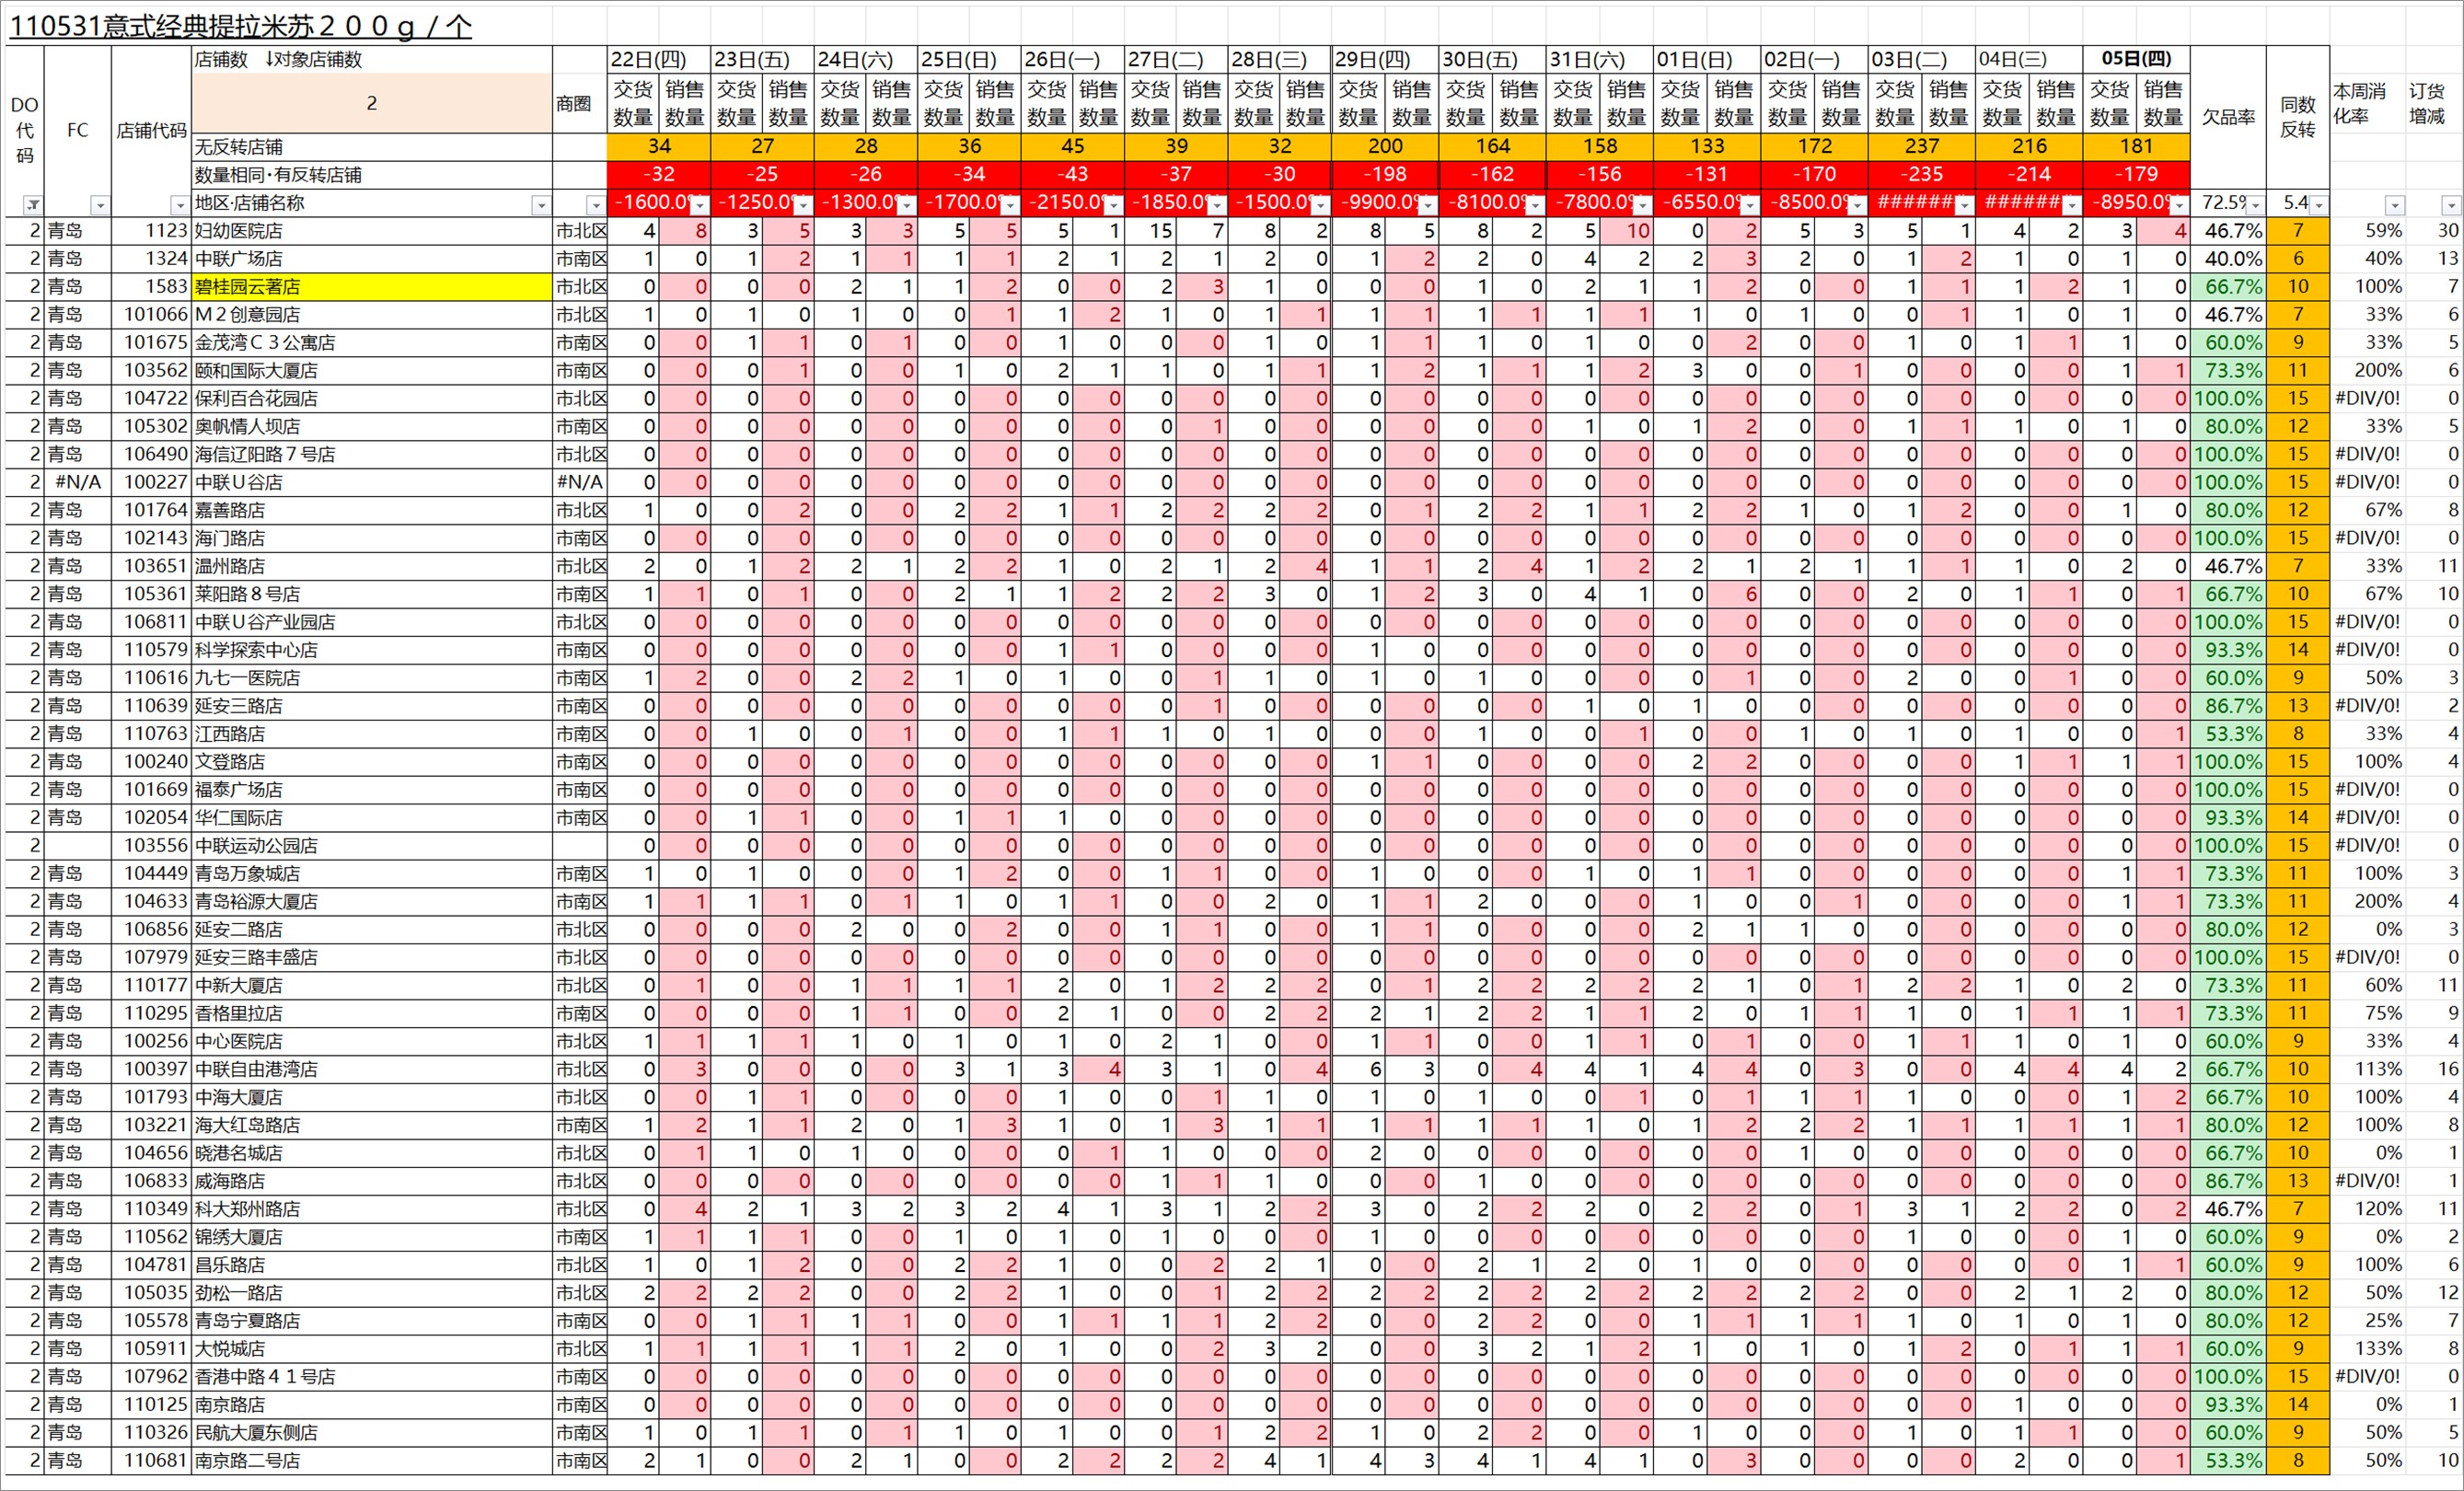 110531意式经典提拉米苏２００ｇ／个
店铺数 ↓对象店铺数 22日(四) 23日(五) 24日(六) 25日(日) 26日(一) 27日(二) 28日(三) 29日(四) 30日(五) 31日(六) 01日(日) 02日(一) 03日(二) 04日(三) 05日(四)
DO代码 FC 店铺代码 2 商圈 交货数量 销售数量 交货数量 销售数量 交货数量 销售数量 交货数量 销售数量 交货数量 销售数量 交货数量 销售数量 交货数量 销售数量 交货数量 销售数量 交货数量 销售数量 交货数量 销售数量 交货数量 销售数量 交货数量 销售数量 交货数量 销售数量 交货数量 销售数量 交货数量 销售数量 欠品率 同数反转 本周消化率 订货增减
无反转店铺 34 27 28 36 45 39 32 200 164 158 133 172 237 216 181
数量相同·有反转店铺 -32 -25 -26 -34 -43 -37 -30 -198 -162 -156 -131 -170 -235 -214 -179
地区·店铺名称 -1600.0% -1250.0% -1300.0% -1700.0% -2150.0% -1850.0% -1500.0% -9900.0% -8100.0% -7800.0% -6550.0% -8500.0% ###### ###### -8950.0% 72.5% 5.4
2 青岛 1123 妇幼医院店 市北区 4 8 3 5 3 3 5 5 5 1 15 7 8 2 8 5 8 2 5 10 0 2 5 3 5 1 4 2 3 4 46.7% 7 59% 30
2 青岛 1324 中联广场店 市南区 1 0 1 2 1 1 1 1 2 1 2 1 2 0 1 2 2 0 4 2 2 3 2 0 1 2 1 0 1 0 40.0% 6 40% 13
2 青岛 1583 碧桂园云著店 市北区 0 0 0 0 2 1 1 2 0 0 2 3 1 0 0 0 1 0 2 1 1 2 0 0 1 1 1 2 1 0 66.7% 10 100% 7
2 青岛 101066 Ｍ２创意园店 市北区 1 0 1 0 1 0 0 1 1 2 1 0 1 1 1 1 1 1 1 1 1 0 1 0 0 1 1 0 1 0 46.7% 7 33% 6
2 青岛 101675 金茂湾Ｃ３公寓店 市南区 0 0 1 1 0 1 0 0 1 0 0 0 1 0 1 1 1 0 1 0 0 2 0 0 1 0 1 1 1 0 60.0% 9 33% 5
2 青岛 103562 颐和国际大厦店 市南区 0 0 0 1 0 0 1 0 2 1 1 0 1 1 1 2 1 1 1 2 3 0 0 1 0 0 0 0 1 1 73.3% 11 200% 6
2 青岛 104722 保利百合花园店 市北区 0 0 0 0 0 0 0 0 0 0 0 0 0 0 0 0 0 0 0 0 0 0 0 0 0 0 0 0 0 0 100.0% 15 #DIV/0! 0
2 青岛 105302 奥帆情人坝店 市南区 0 0 0 0 0 0 0 0 0 0 0 1 0 0 0 0 0 0 1 0 1 2 0 0 1 1 1 0 1 0 80.0% 12 33% 5
2 青岛 106490 海信辽阳路７号店 市北区 0 0 0 0 0 0 0 0 0 0 0 0 0 0 0 0 0 0 0 0 0 0 0 0 0 0 0 0 0 0 100.0% 15 #DIV/0! 0
2 #N/A 100227 中联Ｕ谷店 #N/A 0 0 0 0 0 0 0 0 0 0 0 0 0 0 0 0 0 0 0 0 0 0 0 0 0 0 0 0 0 0 100.0% 15 #DIV/0! 0
2 青岛 101764 嘉善路店 市北区 1 0 0 2 0 0 2 2 1 1 2 2 2 2 0 1 2 2 1 1 2 2 1 0 1 2 0 0 1 0 80.0% 12 67% 8
2 青岛 102143 海门路店 市南区 0 0 0 0 0 0 0 0 0 0 0 0 0 0 0 0 0 0 0 0 0 0 0 0 0 0 0 0 0 0 100.0% 15 #DIV/0! 0
2 青岛 103651 温州路店 市北区 2 0 1 2 2 1 2 2 1 0 2 1 2 4 1 1 2 4 1 2 2 1 2 1 1 1 1 0 2 0 46.7% 7 33% 11
2 青岛 105361 莱阳路８号店 市南区 1 1 0 1 0 0 2 1 1 2 2 2 3 0 1 2 3 0 4 1 0 6 0 0 2 0 1 1 0 1 66.7% 10 67% 10
2 青岛 106811 中联Ｕ谷产业园店 市南区 0 0 0 0 0 0 0 0 0 0 0 0 0 0 0 0 0 0 0 0 0 0 0 0 0 0 0 0 0 0 100.0% 15 #DIV/0! 0
2 青岛 110579 科学探索中心店 市南区 0 0 0 0 0 0 0 0 1 1 0 0 0 0 1 0 0 0 0 0 0 0 0 0 0 0 0 0 0 0 93.3% 14 #DIV/0! 0
2 青岛 110616 九七一医院店 市南区 1 2 0 0 2 2 1 0 1 0 0 1 1 0 1 0 1 0 0 0 0 1 0 0 2 0 0 1 0 0 60.0% 9 50% 3
2 青岛 110639 延安三路店 市南区 0 0 0 0 0 0 0 0 0 0 0 1 0 0 0 0 0 0 1 0 1 0 0 0 0 0 0 0 0 0 86.7% 13 #DIV/0! 2
2 青岛 110763 江西路店 市南区 0 0 1 0 0 1 0 0 1 1 1 0 1 0 0 0 1 0 0 1 0 0 1 0 1 0 1 0 0 1 53.3% 8 33% 4
2 青岛 100240 文登路店 市南区 0 0 0 0 0 0 0 0 0 0 0 0 0 0 1 1 0 0 0 0 2 2 0 0 0 0 1 1 1 1 100.0% 15 100% 4
2 青岛 101669 福泰广场店 市南区 0 0 0 0 0 0 0 0 0 0 0 0 0 0 0 0 0 0 0 0 0 0 0 0 0 0 0 0 0 0 100.0% 15 #DIV/0! 0
2 青岛 102054 华仁国际店 市南区 0 0 1 1 0 0 1 1 1 0 0 0 0 0 0 0 0 0 0 0 0 0 0 0 0 0 0 0 0 0 93.3% 14 #DIV/0! 0
2 103556 中联运动公园店 0 0 0 0 0 0 0 0 0 0 0 0 0 0 0 0 0 0 0 0 0 0 0 0 0 0 0 0 0 0 100.0% 15 #DIV/0! 0
2 青岛 104449 青岛万象城店 市南区 1 0 1 0 0 0 1 2 0 0 1 1 0 0 1 0 0 0 1 0 1 1 0 0 0 0 0 0 1 1 73.3% 11 100% 3
2 青岛 104633 青岛裕源大厦店 市南区 1 1 1 1 0 1 1 0 1 1 0 0 2 0 1 1 2 0 0 0 1 0 0 1 0 0 0 0 1 1 73.3% 11 200% 4
2 青岛 106856 延安二路店 市北区 0 0 0 0 2 0 0 2 0 0 1 1 0 0 1 1 0 0 0 0 2 1 1 0 0 0 0 0 0 0 80.0% 12 0% 3
2 青岛 107979 延安三路丰盛店 市北区 0 0 0 0 0 0 0 0 0 0 0 0 0 0 0 0 0 0 0 0 0 0 0 0 0 0 0 0 0 0 100.0% 15 #DIV/0! 0
2 青岛 110177 中新大厦店 市北区 0 1 0 0 1 1 1 1 2 0 1 2 2 2 0 1 2 2 2 2 2 1 0 1 2 2 1 0 2 0 73.3% 11 60% 11
2 青岛 110295 香格里拉店 市南区 0 0 0 0 1 1 0 0 2 1 0 0 2 2 2 1 2 2 1 1 2 0 1 1 1 0 1 1 1 1 73.3% 11 75% 9
2 青岛 100256 中心医院店 市北区 1 1 1 1 1 0 1 0 1 0 2 1 0 0 1 1 0 0 1 1 0 1 0 0 1 1 1 0 1 0 60.0% 9 33% 4
2 青岛 100397 中联自由港湾店 市北区 0 3 0 0 0 0 3 1 3 4 3 1 0 4 6 3 0 4 4 1 4 4 0 3 0 0 4 4 4 2 66.7% 10 113% 16
2 青岛 101793 中海大厦店 市北区 0 0 1 1 0 0 0 0 1 0 0 1 1 0 1 0 1 0 0 1 0 1 1 1 1 0 0 0 1 2 66.7% 10 100% 4
2 青岛 103221 海大红岛路店 市南区 1 2 1 1 2 0 1 3 1 0 1 3 1 1 1 1 1 1 1 0 1 2 2 2 1 1 1 1 1 1 80.0% 12 100% 8
2 青岛 104656 晓港名城店 市北区 0 1 1 0 1 0 0 0 0 1 1 0 0 0 2 0 0 0 0 0 0 0 1 0 0 0 0 0 0 0 66.7% 10 0% 1
2 青岛 106833 威海路店 市北区 0 0 0 0 0 0 0 0 0 0 1 1 1 0 0 0 1 0 0 0 0 0 0 0 0 0 0 0 0 0 86.7% 13 #DIV/0! 1
2 青岛 110349 科大郑州路店 市北区 0 4 2 1 3 2 3 2 4 1 3 1 2 2 3 0 2 2 2 0 2 2 0 1 3 1 2 2 0 2 46.7% 7 120% 11
2 青岛 110562 锦绣大厦店 市南区 1 1 1 1 0 0 1 0 1 0 1 0 0 0 1 0 0 0 0 0 0 0 0 0 1 0 0 0 1 0 60.0% 9 0% 2
2 青岛 104781 昌乐路店 市北区 1 0 1 2 0 0 2 2 1 0 0 2 2 1 0 0 2 1 2 0 1 0 0 0 0 0 0 0 1 1 60.0% 9 100% 6
2 青岛 105035 劲松一路店 市北区 2 2 2 2 0 0 2 2 1 0 0 1 2 2 2 2 2 2 2 2 2 2 2 2 0 0 2 1 2 0 80.0% 12 50% 12
2 青岛 105578 青岛宁夏路店 市南区 0 0 1 1 1 1 0 0 1 1 1 1 2 2 0 0 2 2 0 0 1 1 1 1 1 0 1 0 1 0 80.0% 12 25% 7
2 青岛 105911 大悦城店 市北区 1 1 1 1 1 1 2 0 1 0 0 2 3 2 0 0 3 2 1 2 1 0 1 0 1 2 0 1 1 1 60.0% 9 133% 8
2 青岛 107962 香港中路４１号店 市南区 0 0 0 0 0 0 0 0 0 0 0 0 0 0 0 0 0 0 0 0 0 0 0 0 0 0 0 0 0 0 100.0% 15 #DIV/0! 0
2 青岛 110125 南京路店 市南区 0 0 0 0 0 0 0 0 0 0 0 0 0 0 0 0 0 0 0 0 0 0 0 0 0 0 1 0 0 0 93.3% 14 0% 1
2 青岛 110326 民航大厦东侧店 市南区 1 0 1 1 0 1 1 0 1 0 0 1 2 2 1 0 2 2 0 0 1 0 0 0 1 0 1 1 0 0 60.0% 9 50% 5
2 青岛 110681 南京路二号店 市南区 2 1 0 0 2 1 0 0 2 2 2 2 4 1 4 3 4 1 4 1 0 3 0 0 0 0 2 0 0 1 53.3% 8 50% 10